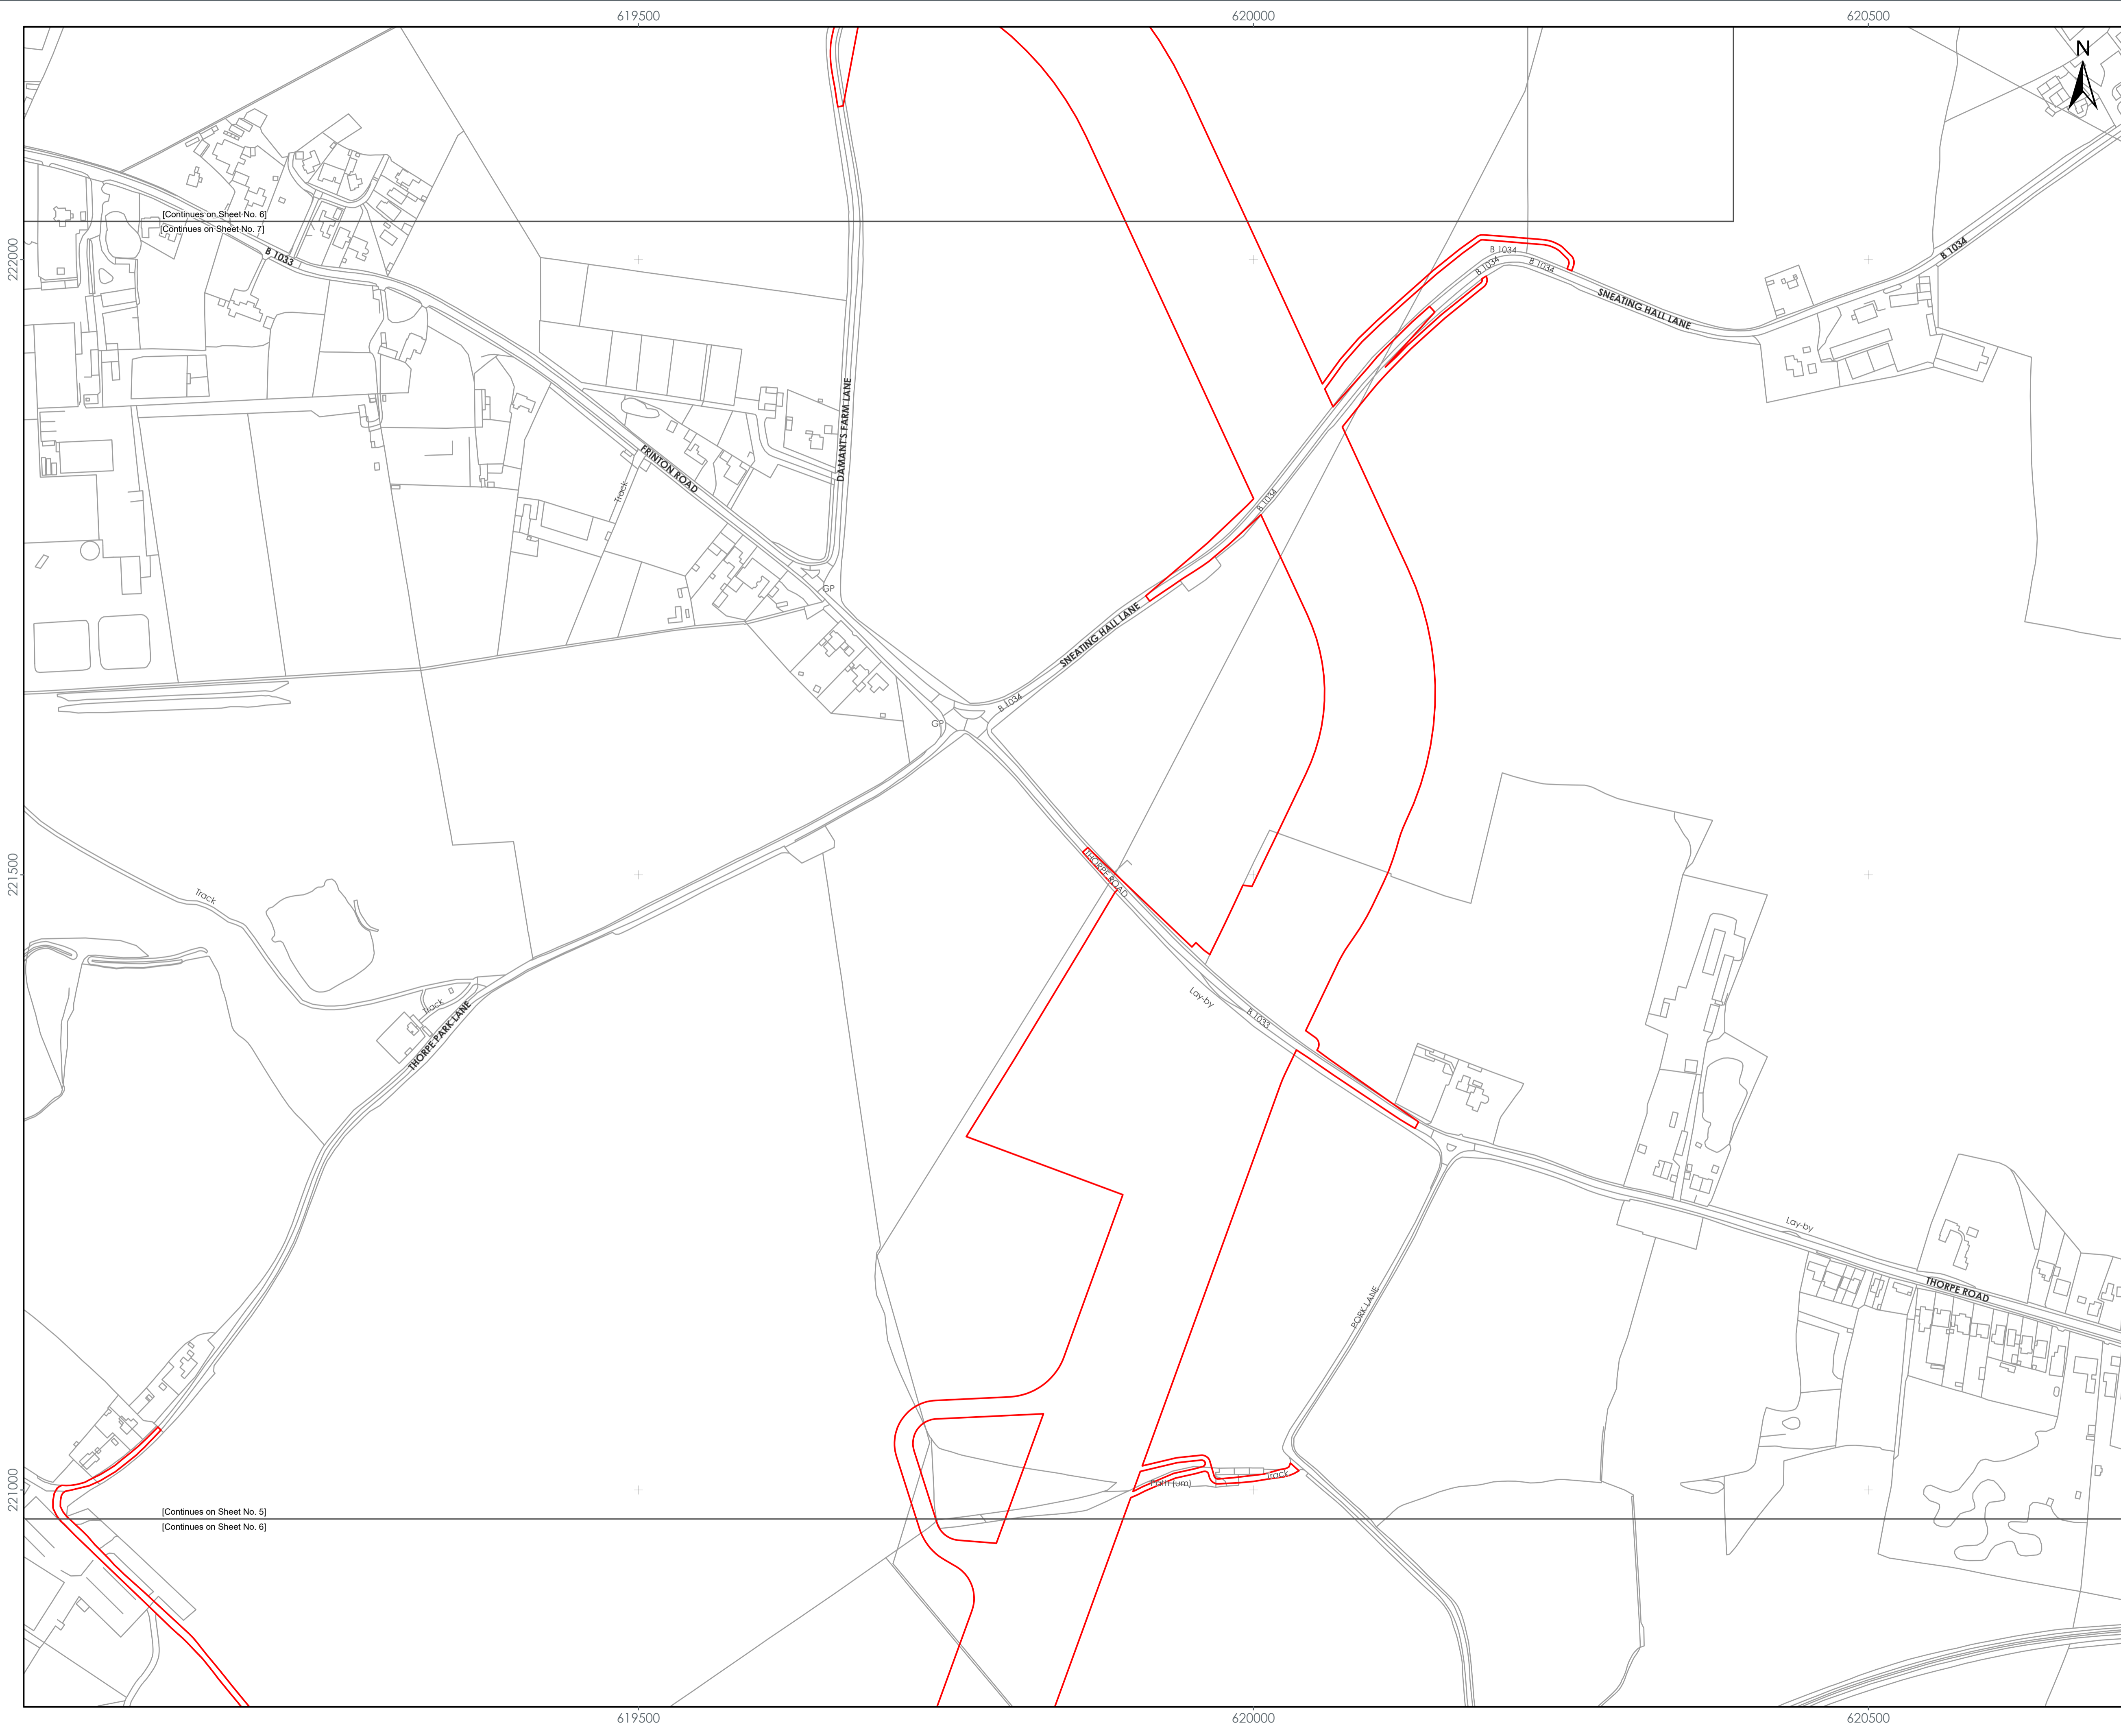 619500
620000
620500
N
[Continues on Sheet No. 6]
[Continues on Sheet No. 7]
222000
B 1033
B 1034
B 1034
B 1034
B 1034
SNEATING HALL LANE
DAMANT'S FARM LANE
FRINTON ROAD
Track
B 1034
GP
SNEATING HALL LANE
B 1034
GP
221500
THORPE ROAD
Track
Lay-by
B 1033
Track
THORPE PARK LANE
Lay-by
THORPE ROAD
PORK LANE
221000
Track
Path (um)
[Continues on Sheet No. 5]
[Continues on Sheet No. 6]
619500
620000
620500